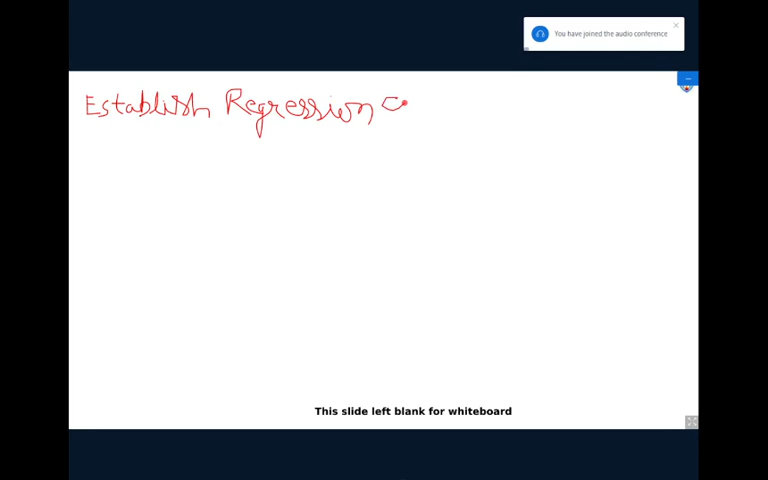 You have joined the audio conference
Establish Regression
This slide left blank for whiteboard